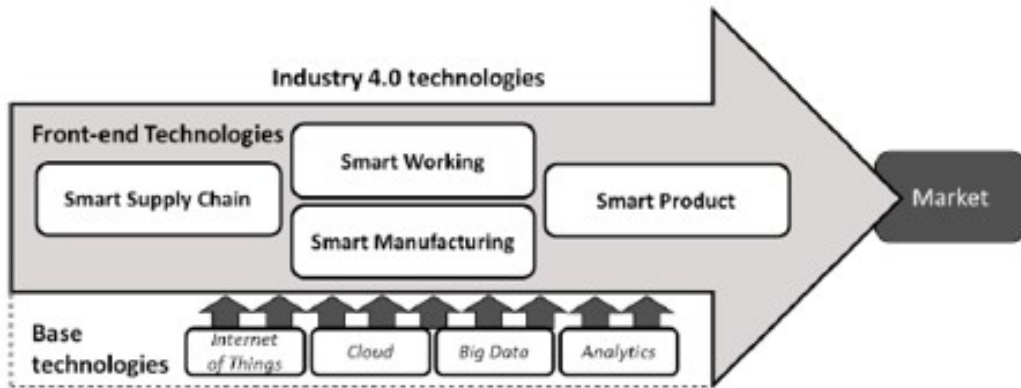 Industry 4.0 technologies
Front-end Technologies
Smart Supply Chain
Smart Working
Smart Manufacturing
Smart Product
Market
Base
technologies
Internet
of Things
Cloud
Big Data
Analytics